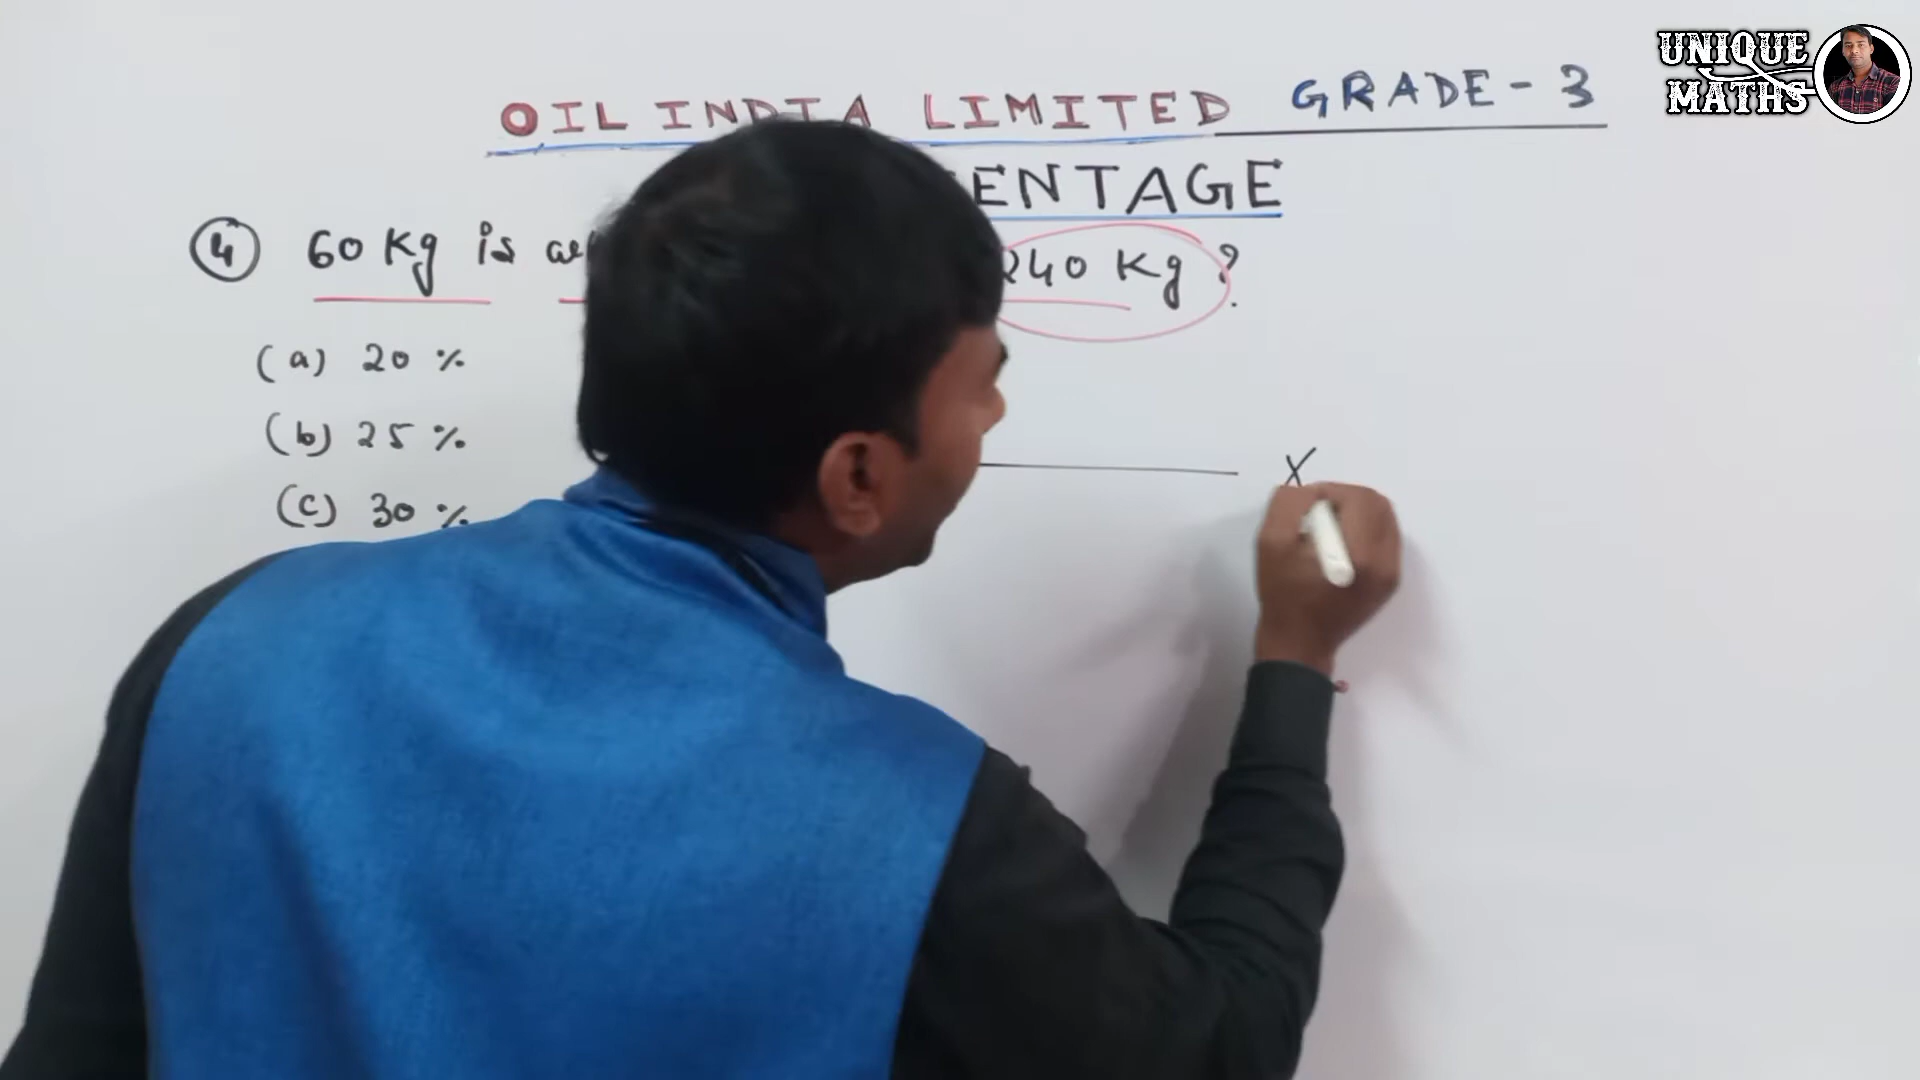 UNIQUE
MATHS
OIL INDIA LIMITED GRADE - 3
ENTAGE
④ 60 Kg is 240 Kg ?
(a) 20 %
(b) 25 %
(c) 30 %
X